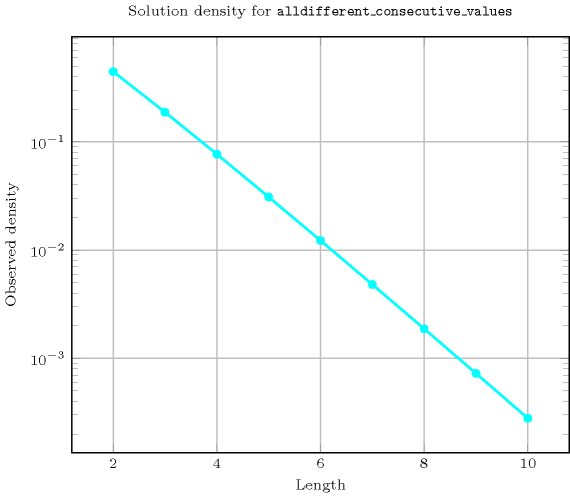 Solution density for alldifferent_consecutive_values
10⁻¹
10⁻²
10⁻³
Observed density
2 4 6 8 10
Length